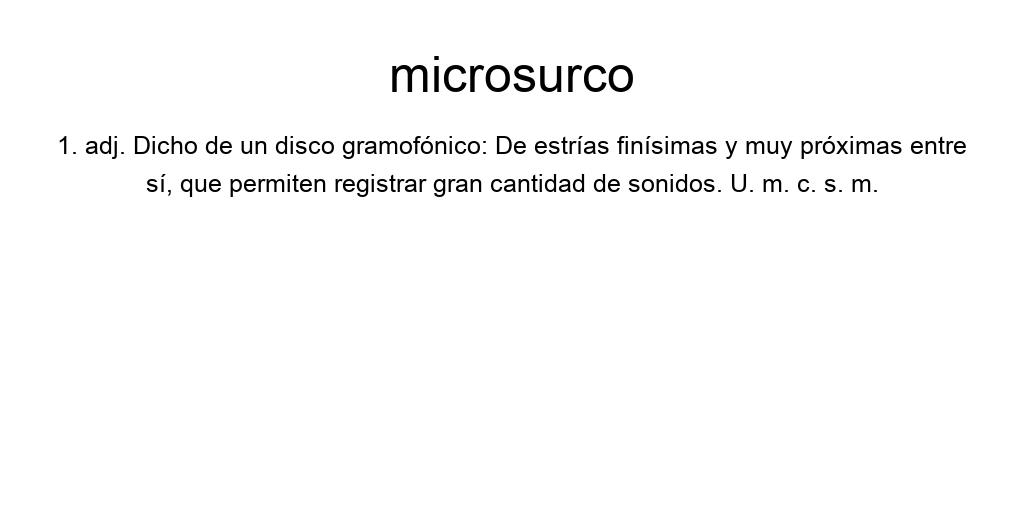 microsurco
1. adj. Dicho de un disco gramofónico: De estrías finísimas y muy próximas entre
sí, que permiten registrar gran cantidad de sonidos. U. m. c. s. m.